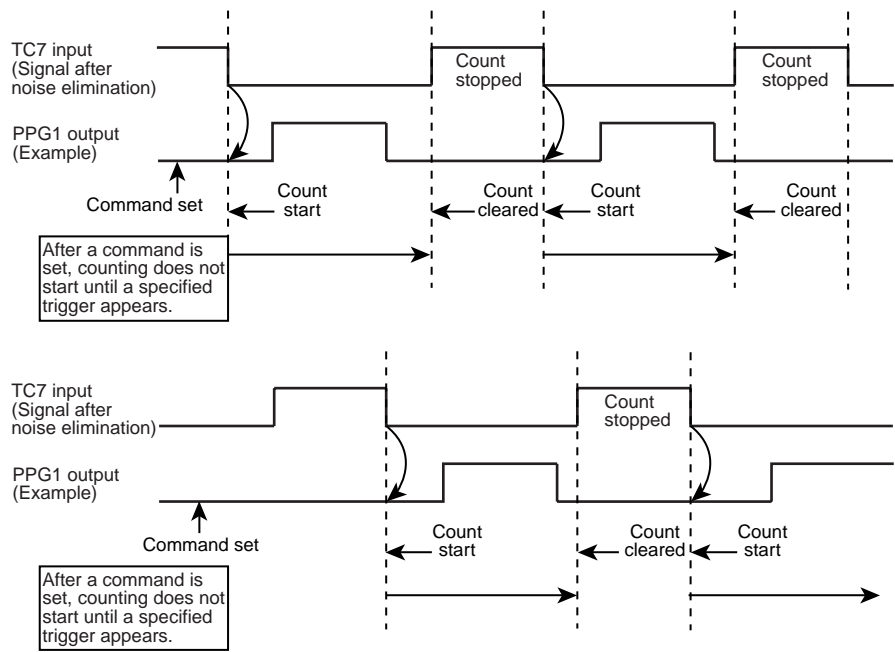 TC7 input
(Signal after
noise elimination)
Count
stopped
Count
stopped
PPG1 output
(Example)
Command set
Count
start
Count
cleared
Count
start
Count
cleared
After a command is
set, counting does not
start until a specified
trigger appears.
TC7 input
(Signal after
noise elimination)
Count
stopped
PPG1 output
(Example)
Command set
Count
start
Count
cleared
Count
start
After a command is
set, counting does not
start until a specified
trigger appears.